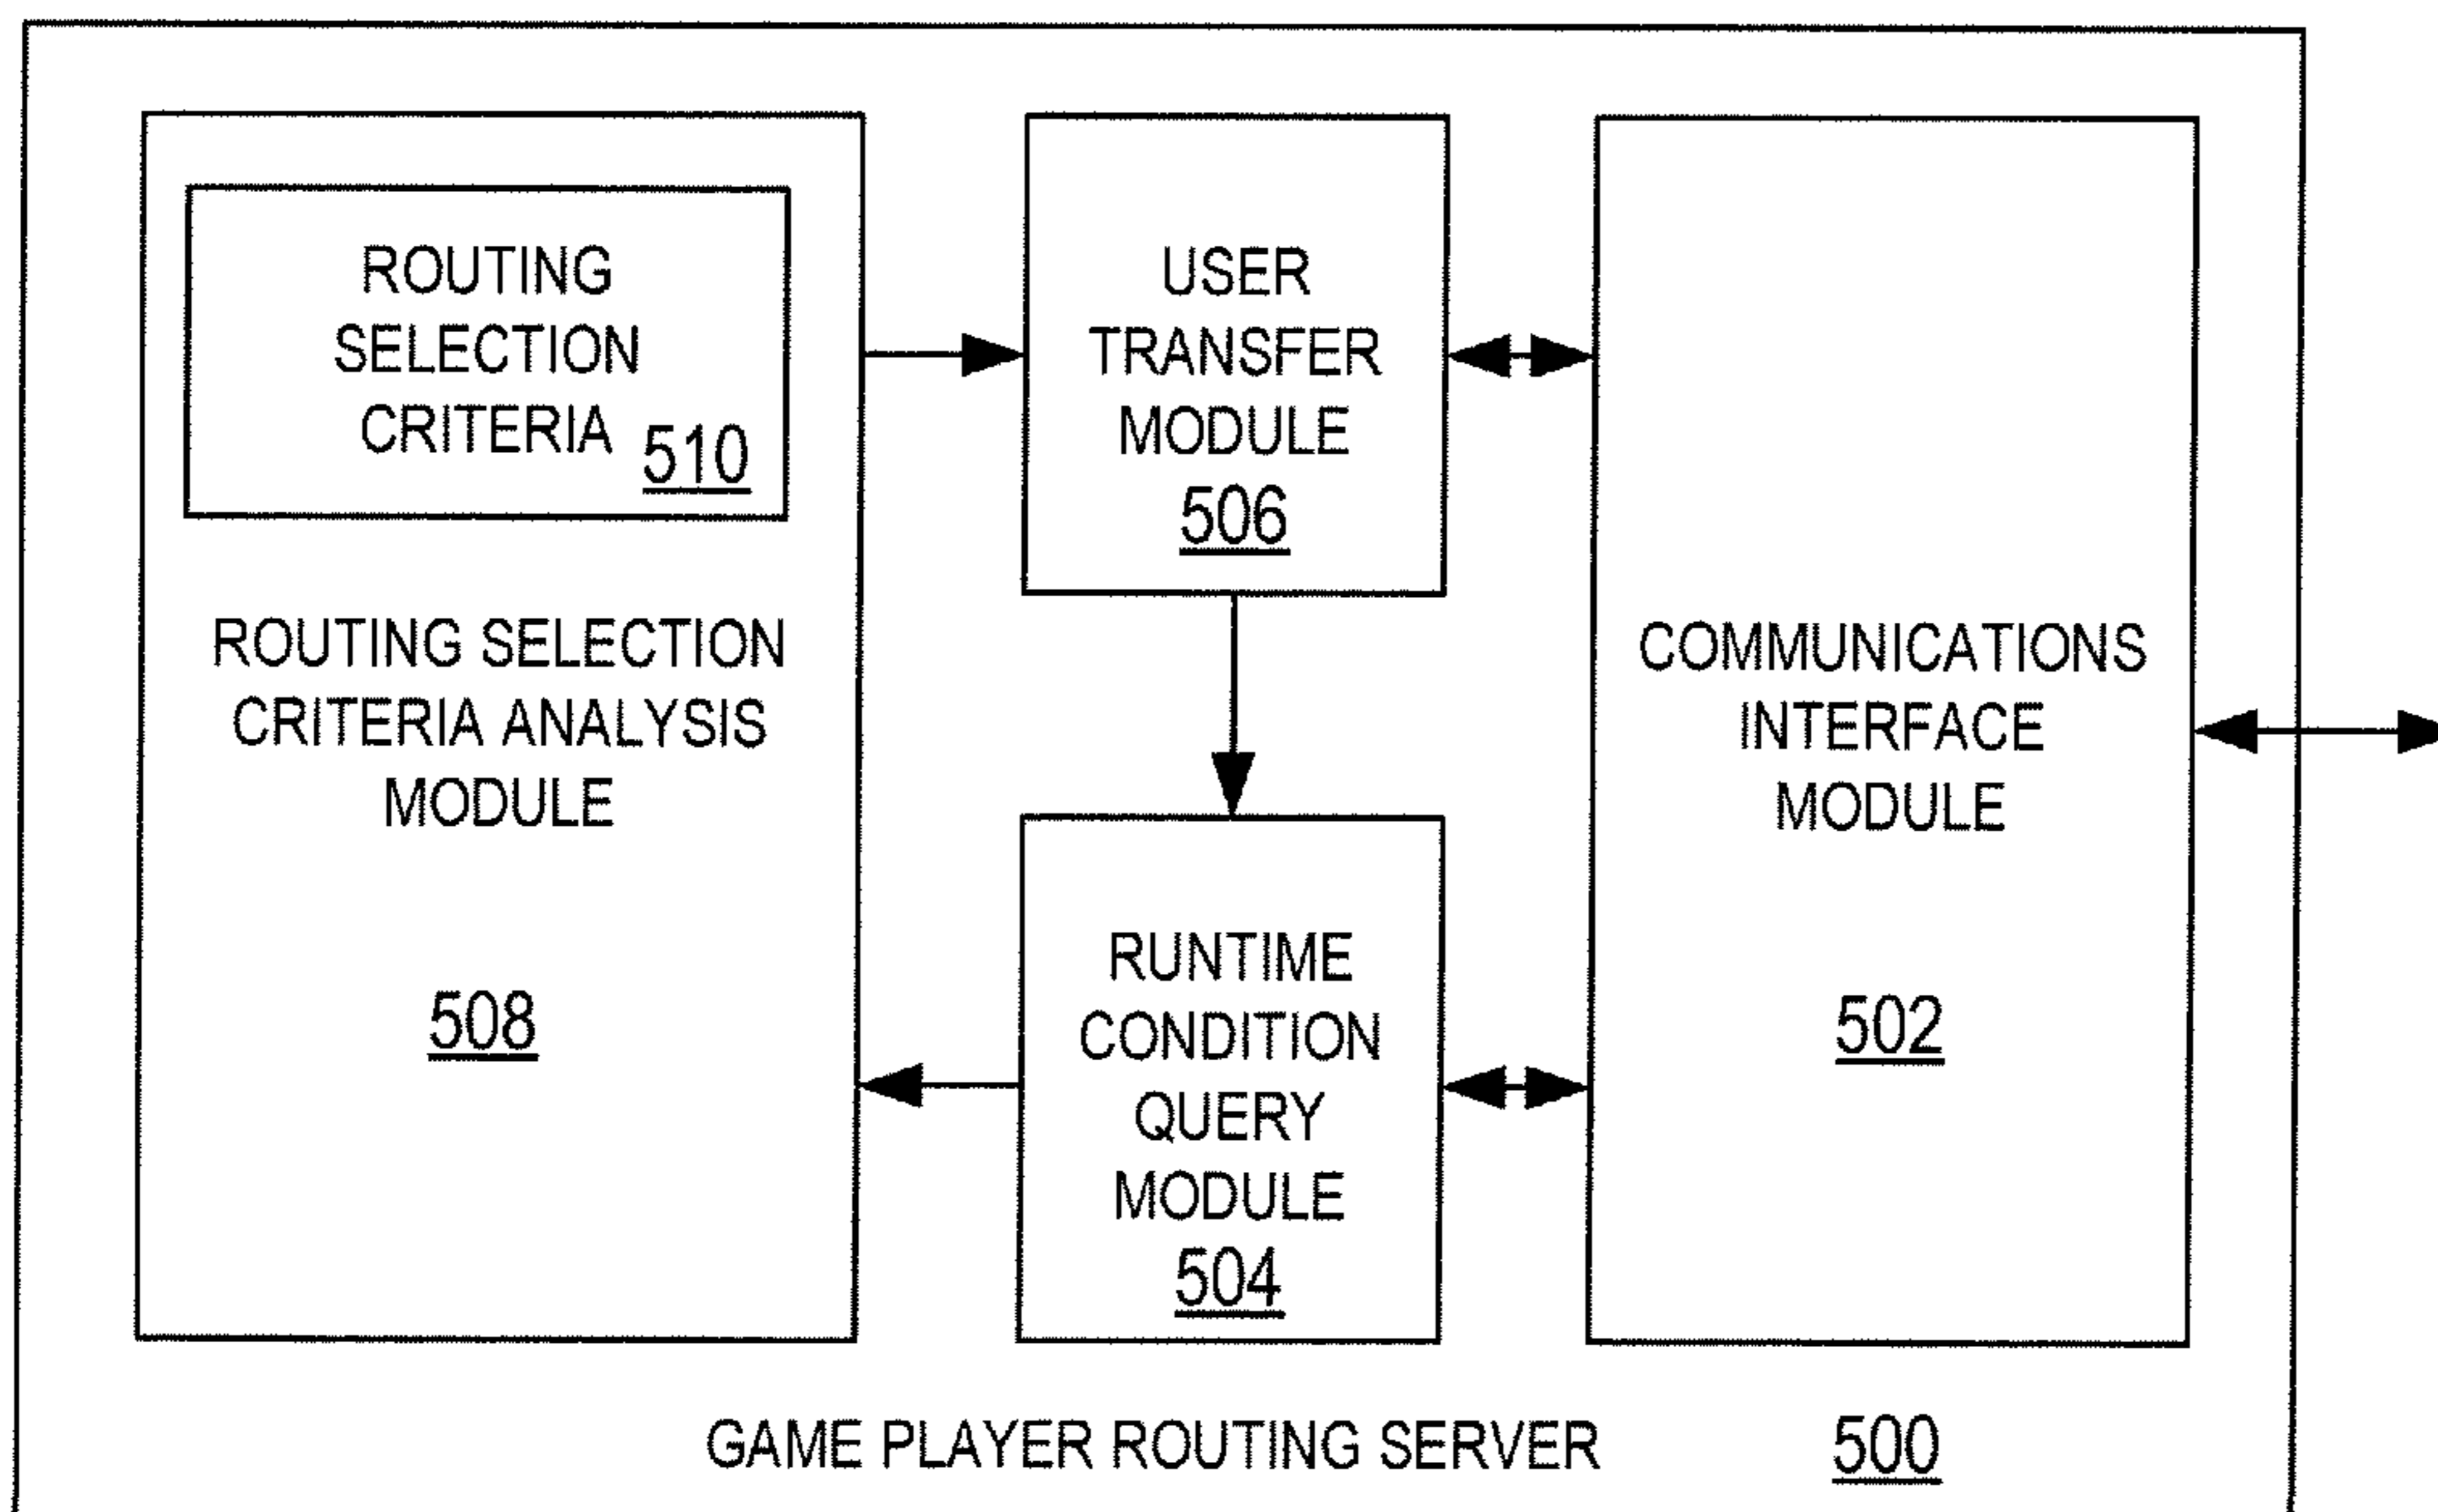 ROUTING
SELECTION
CRITERIA
510
ROUTING SELECTION
CRITERIA ANALYSIS
MODULE
508
USER
TRANSFER
MODULE
506
RUNTIME
CONDITION
QUERY
MODULE
504
COMMUNICATIONS
INTERFACE
MODULE
502
GAME PLAYER ROUTING SERVER 500